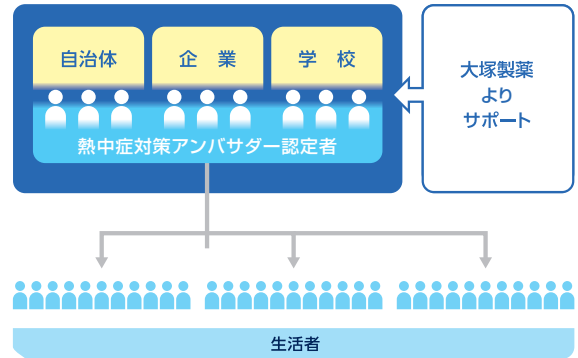 自治体
企業
学校
熱中症対策アンバサダー認定者
大塚製薬
より
サポート
生活者